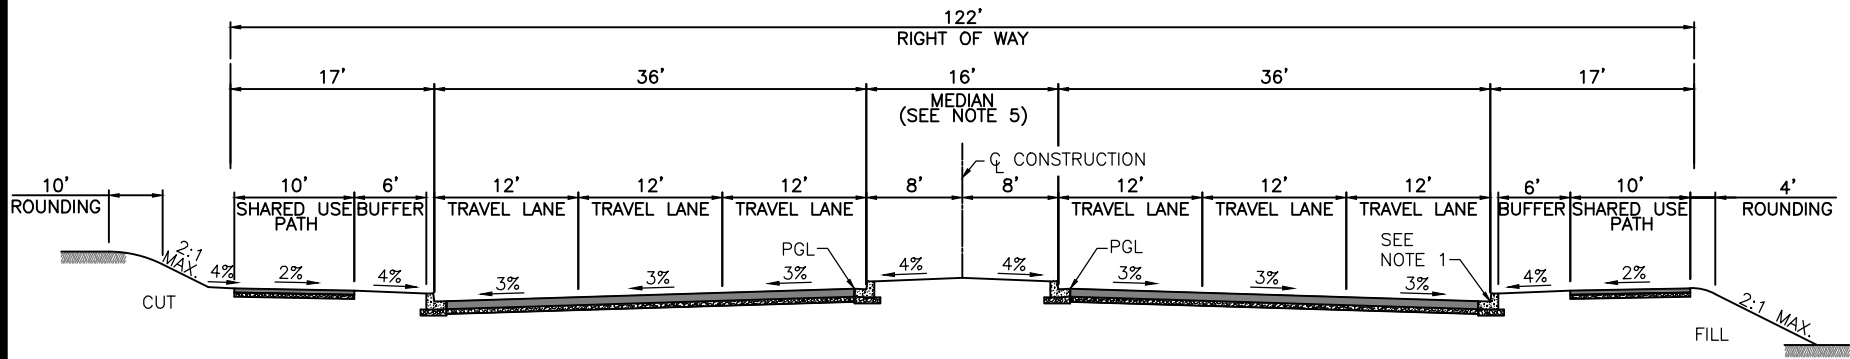 122'
RIGHT OF WAY
17' 36' 16' 36' 17'
MEDIAN
(SEE NOTE 5)
℄ CONSTRUCTION
10' 10' 6' 12' 12' 12' 8' 8' 12' 12' 12' 6' 10' 4'
ROUNDING SHARED USE PATH BUFFER TRAVEL LANE TRAVEL LANE TRAVEL LANE TRAVEL LANE TRAVEL LANE TRAVEL LANE BUFFER SHARED USE PATH ROUNDING
PGL PGL SEE
NOTE 1
2:1
MAX. 4% 2% 4% 3% 3% 3% 4% 4% 3% 3% 3% 4% 2% 2:1 MAX.
CUT
FILL